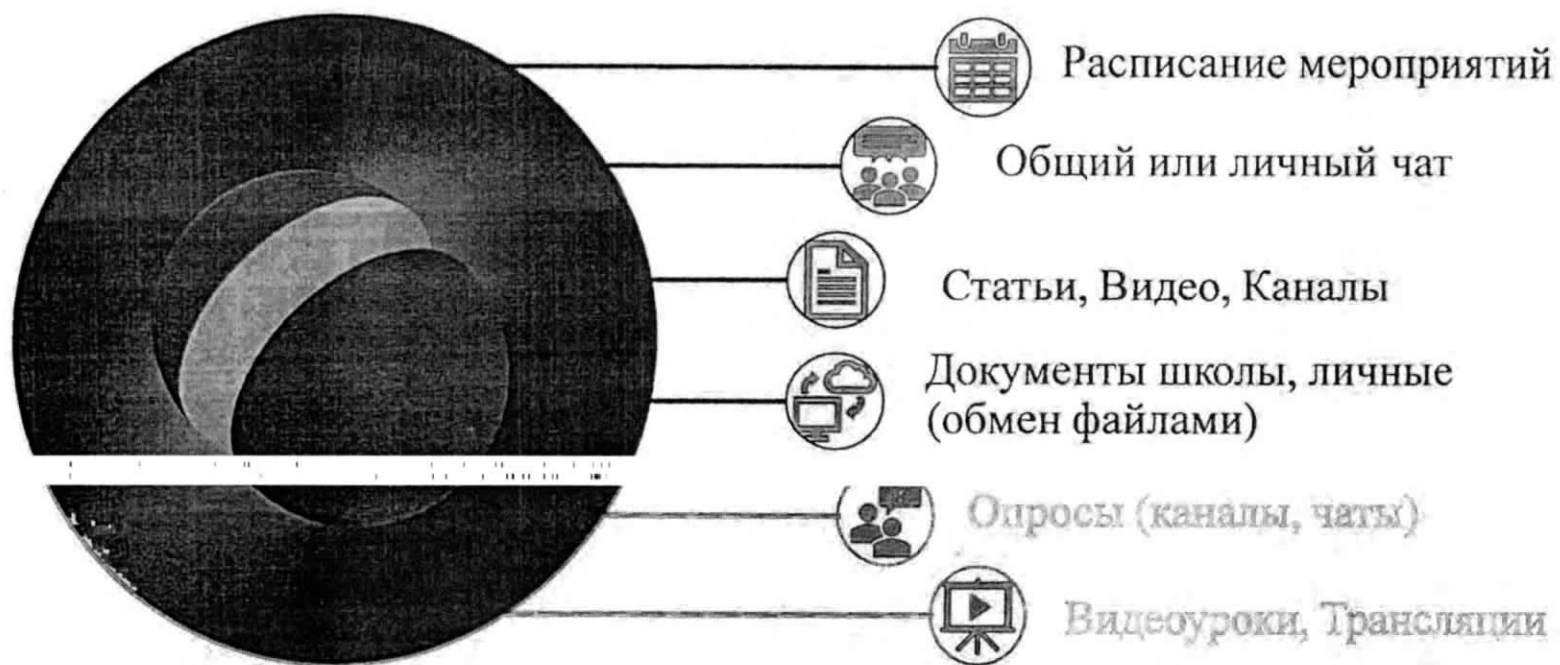 Расписание мероприятий
Общий или личный чат
Статьи, Видео, Каналы
Документы школы, личные
(обмен файлами)
Опросы (каналы, чаты)
Видеоуроки, Трансляции